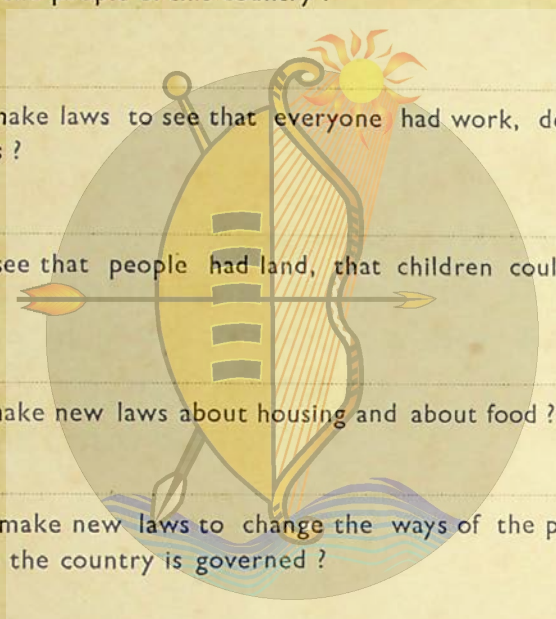 make laws to see that everyone had work,
?
see that people had land, that children
make new laws about housing and about food ?
make new laws to change the ways of the
the country is governed ?